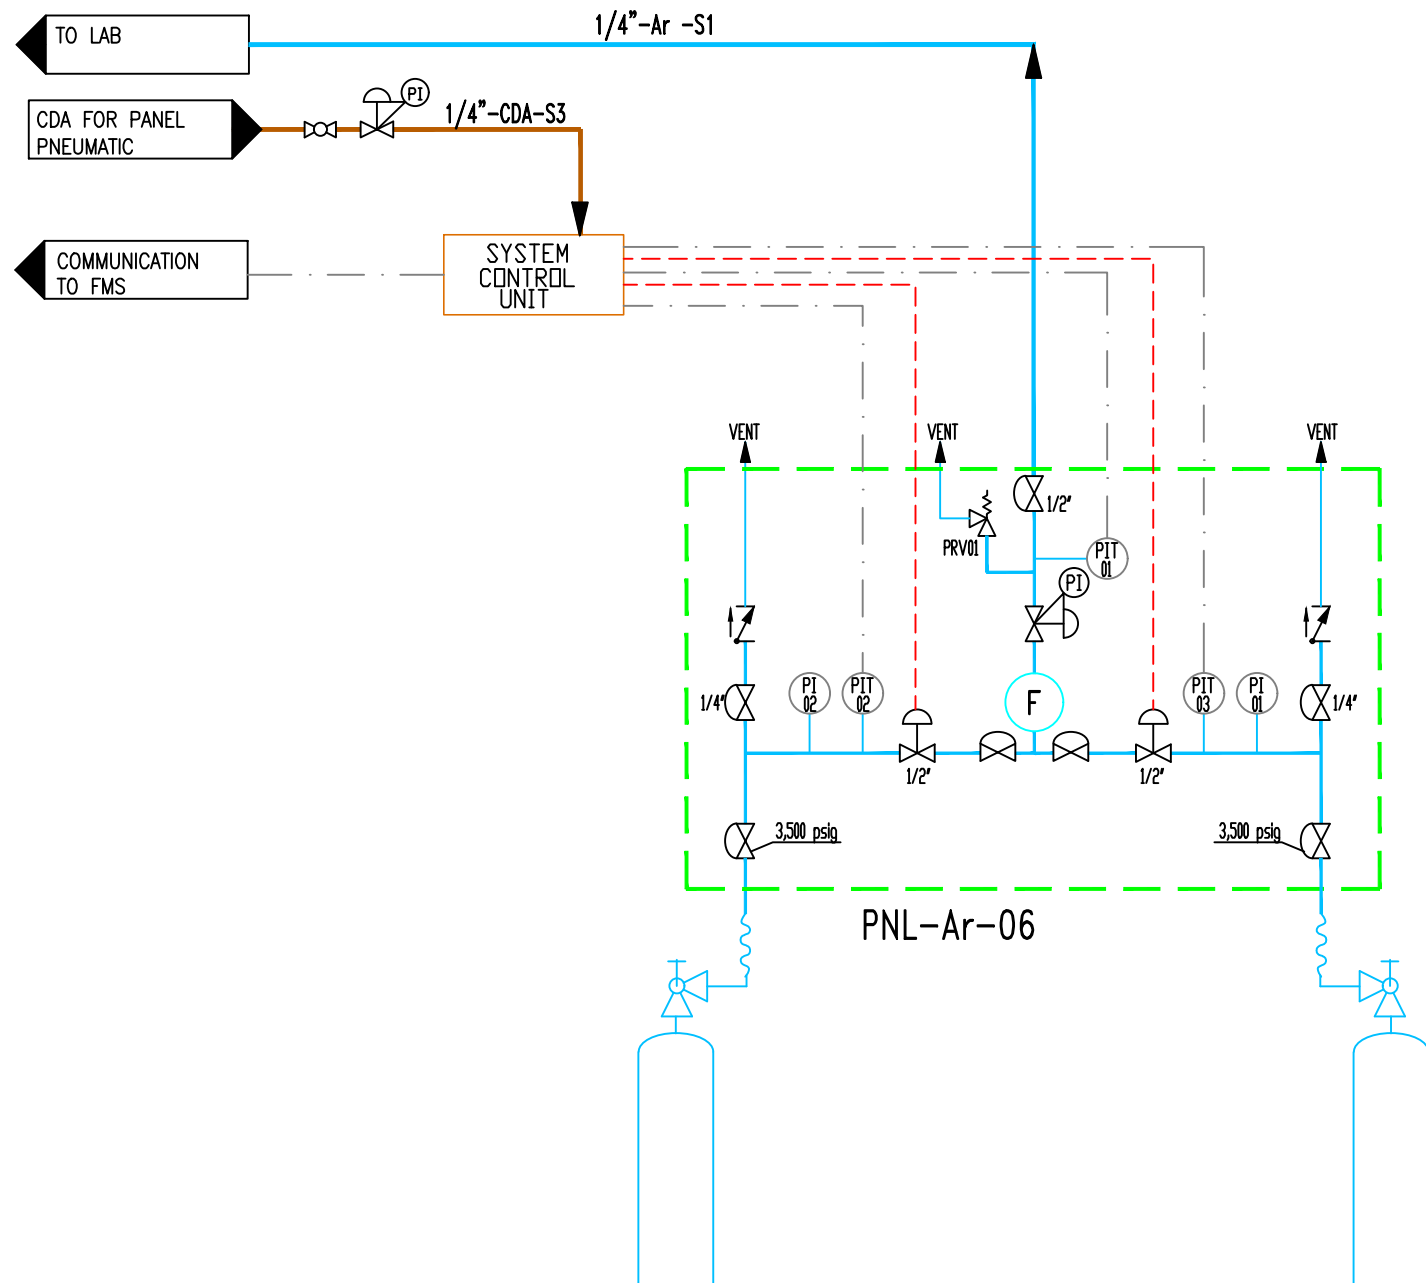 TO LAB
1/4"-Ar -S1
CDA FOR PANEL
PNEUMATIC
PI
1/4"-CDA-S3
COMMUNICATION
TO FMS
SYSTEM
CONTROL
UNIT
VENT
VENT
VENT
1/2"
PRV01
PIT
01
PI
1/4"
PI
02
PIT
02
F
PIT
03
PI
01
1/4"
1/2"
1/2"
3,500 psig
3,500 psig
PNL-Ar-06